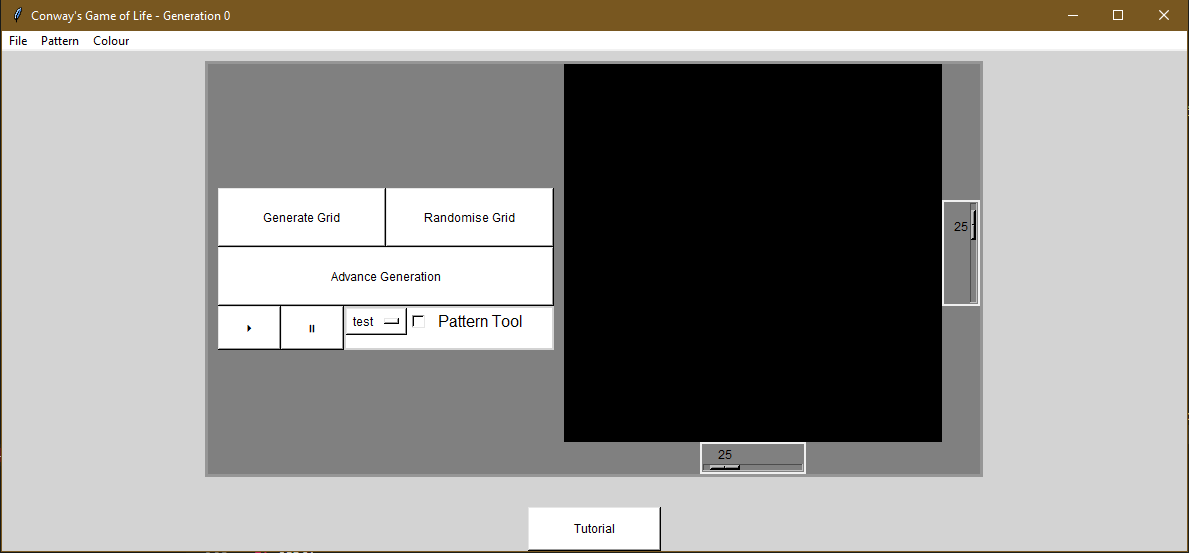 Conway's Game of Life - Generation 0
File Pattern Colour
Generate Grid Randomise Grid
25
Advance Generation
test Pattern Tool
25
Tutorial